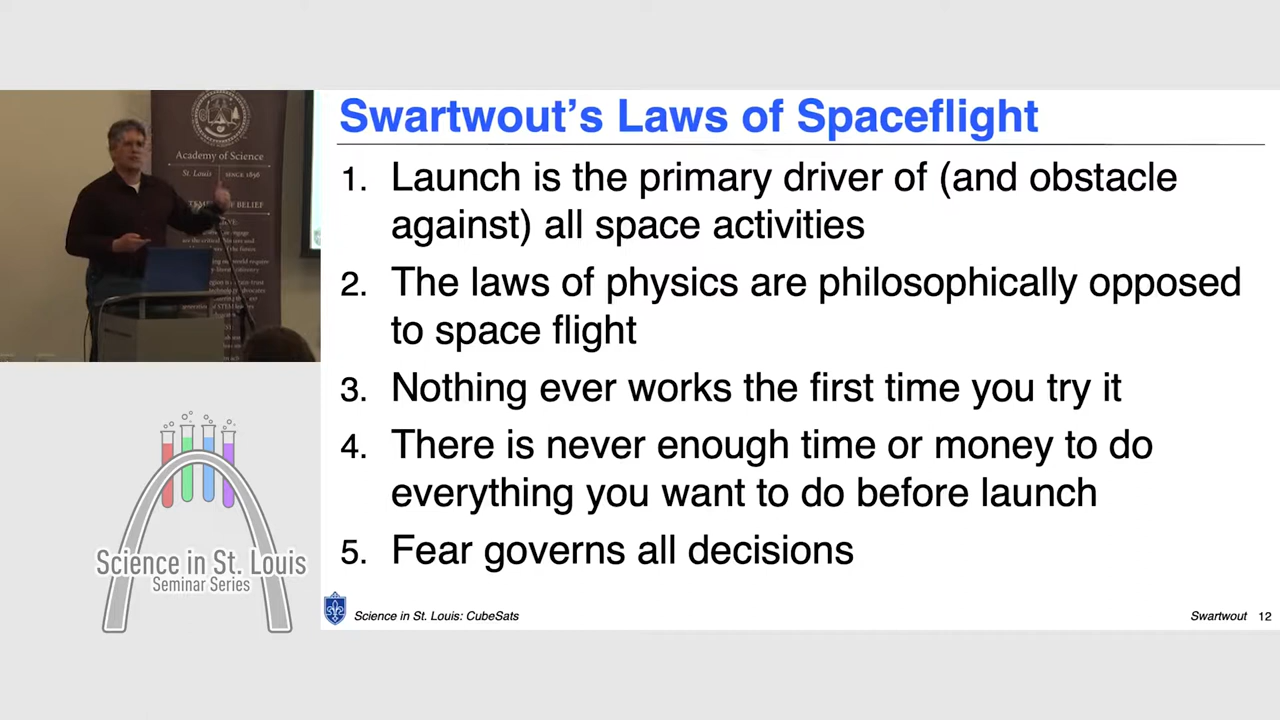 Swartwout's Laws of Spaceflight
1. Launch is the primary driver of (and obstacle
against) all space activities
2. The laws of physics are philosophically opposed
to space flight
3. Nothing ever works the first time you try it
4. There is never enough time or money to do
everything you want to do before launch
5. Fear governs all decisions
Science in St. Louis: CubeSats
Swartwout 12
Academy of Science
St. Louis SINCE 1856
OF BELIEF
Science in St. Louis
Seminar Series